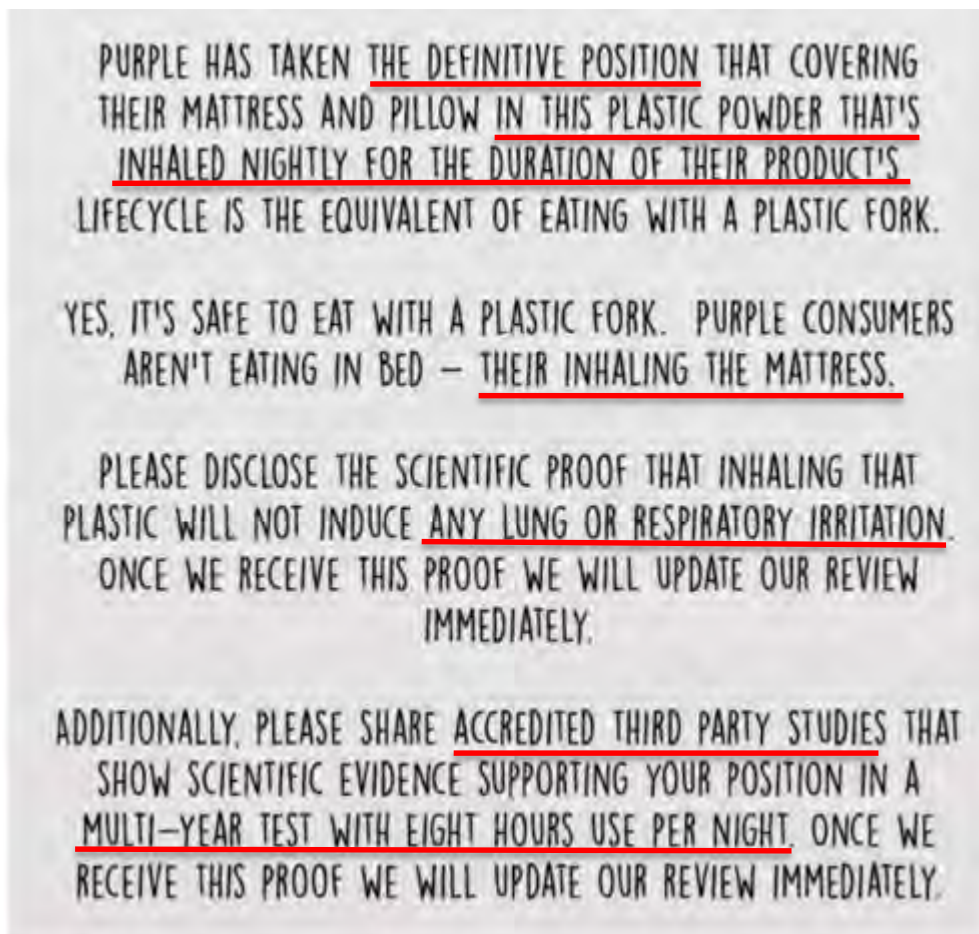 PURPLE HAS TAKEN THE DEFINITIVE POSITION THAT COVERING
THEIR MATTRESS AND PILLOW IN THIS PLASTIC POWDER THAT'S
INHALED NIGHTLY FOR THE DURATION OF THEIR PRODUCT'S
LIFECYCLE IS THE EQUIVALENT OF EATING WITH A PLASTIC FORK.
YES, IT'S SAFE TO EAT WITH A PLASTIC FORK. PURPLE CONSUMERS
AREN'T EATING IN BED – THEIR INHALING THE MATTRESS.
PLEASE DISCLOSE THE SCIENTIFIC PROOF THAT INHALING THAT
PLASTIC WILL NOT INDUCE ANY LUNG OR RESPIRATORY IRRITATION.
ONCE WE RECEIVE THIS PROOF WE WILL UPDATE OUR REVIEW
IMMEDIATELY.
ADDITIONALLY, PLEASE SHARE ACCREDITED THIRD PARTY STUDIES THAT
SHOW SCIENTIFIC EVIDENCE SUPPORTING YOUR POSITION IN A
MULTI-YEAR TEST WITH EIGHT HOURS USE PER NIGHT. ONCE WE
RECEIVE THIS PROOF WE WILL UPDATE OUR REVIEW IMMEDIATELY.